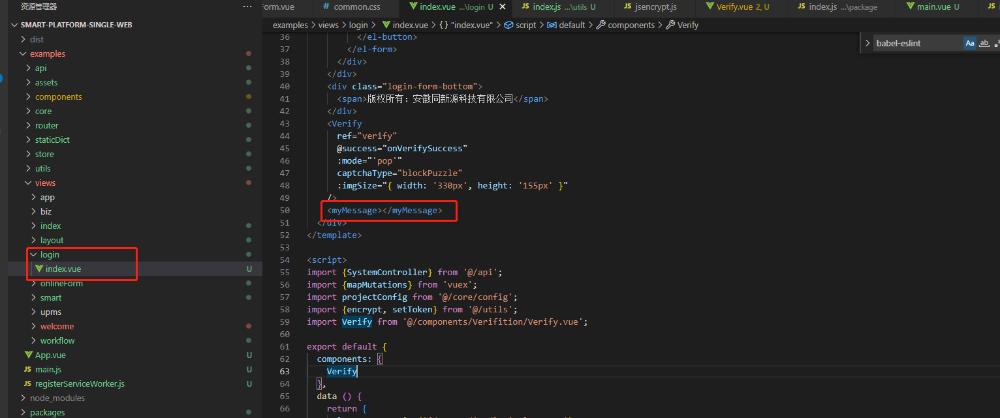 资源管理器 ···
SMART-PLATFORM-SINGLE-WEB
dist
examples
api
assets
components
core
router
staticDict
store
utils
views
app
biz
index
layout
login
index.vue U
onlineForm
smart
upms
welcome
workflow
App.vue U
JS main.js U
JS registerServiceWorker.js U
node_modules
packages
Form.vue # common.css index.vue ...\login U JS index.js ...\utils U JS jsencrypt.js Verify.vue 2, U JS index.js ...\package main.vue U JS
examples > views > login > index.vue > {} "index.vue" > script > default > components > Verify
babel-eslint Aa ab
36 </el-button>
37 </el-form>
38 </div>
39 </div>
40 <div class="login-form-bottom">
41 <span>版权所有：安徽同新源科技有限公司</span>
42 </div>
43 <Verify
44 ref="verify"
45 @success="onVerifySuccess"
46 :mode="'pop'"
47 captchaType="blockPuzzle"
48 :imgSize="{ width: '330px', height: '155px' }"
49 />
50 <myMessage></myMessage>
51 </div>
52 </template>
53
54 <script>
55 import {SystemController} from '@/api';
56 import {mapMutations} from 'vuex';
57 import projectConfig from '@/core/config';
58 import {encrypt, setToken} from '@/utils';
59 import Verify from '@/components/Verifition/Verify.vue';
60
61 export default {
62 components: {
63 Verify
64 },
65 data () {
66 return {